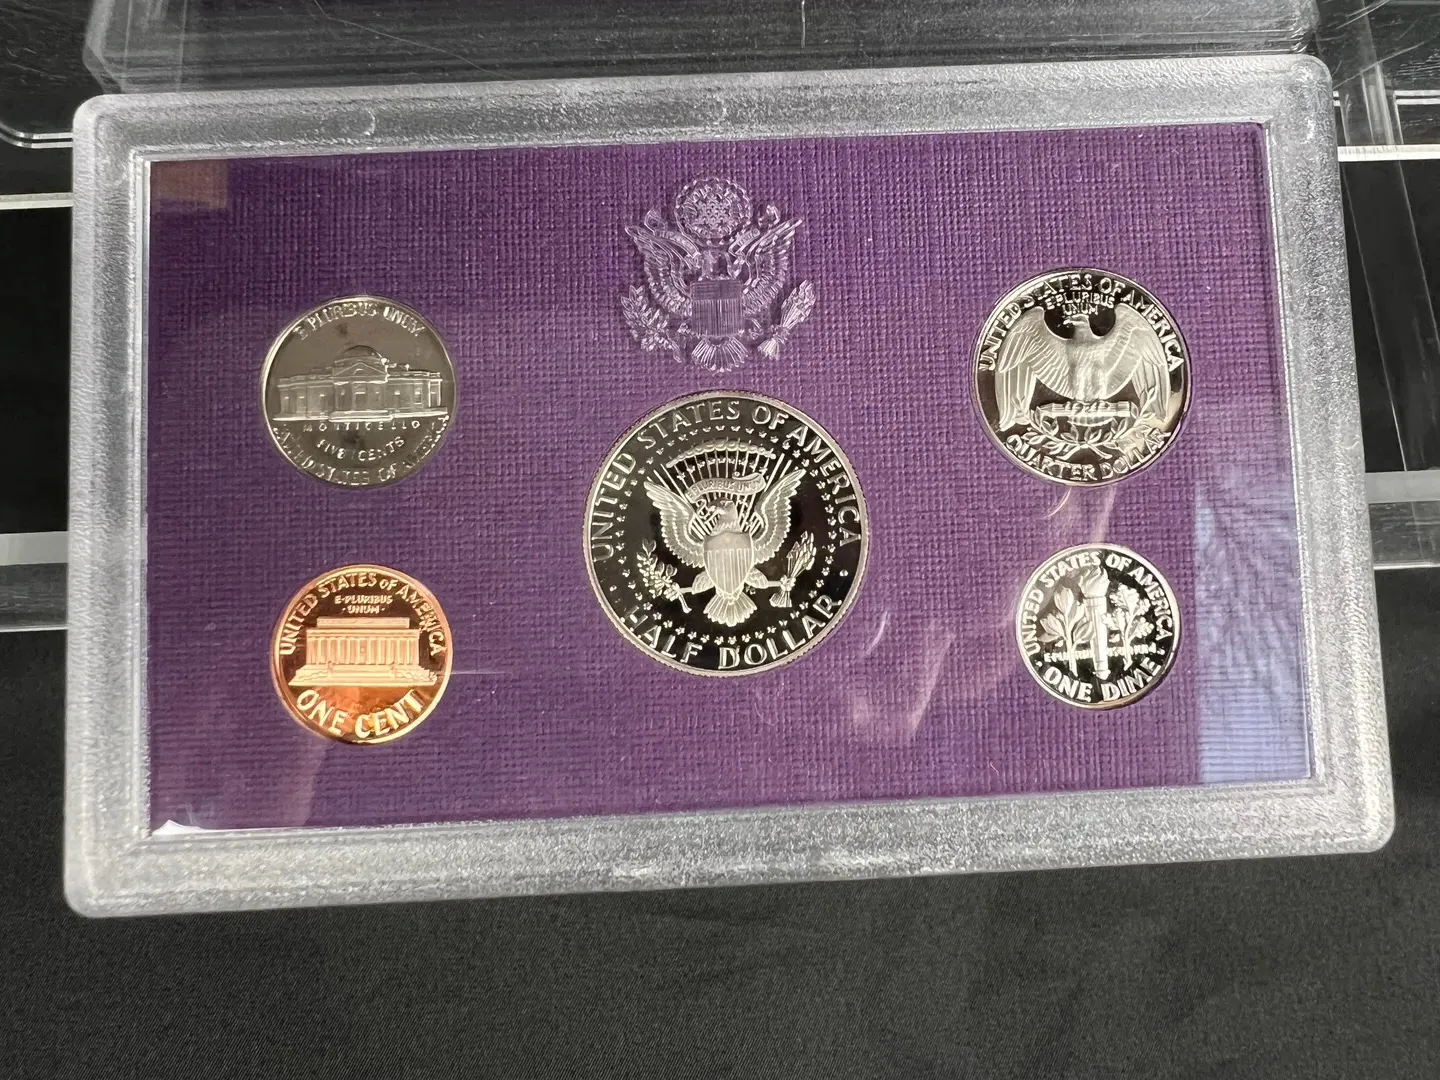 E PLURIBUS UNUM
MONTICELLO
FIVE CENTS
STATES OF AMERICA
UNITED STATES OF AMERICA
E·PLURIBUS
·UNUM·
ONE CENT
UNITED STATES OF AMERICA
E PLURIBUS UNUM
HALF DOLLAR
UNITED STATES OF AMERICA
E·PLURIBUS
UNUM
QUARTER DOLLAR
UNITED STATES OF AMERICA
ONE DIME